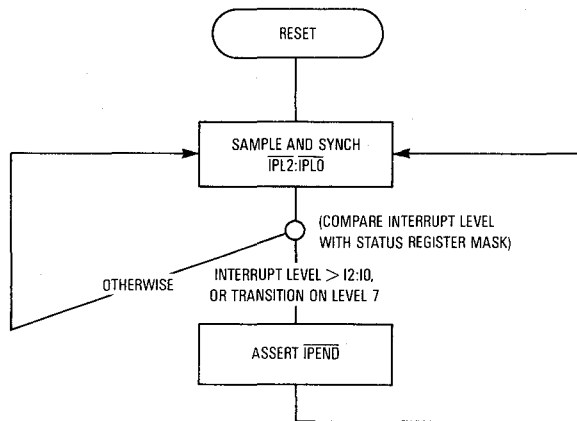 RESET
SAMPLE AND SYNCH
IPL2:IPL0
(COMPARE INTERRUPT LEVEL
WITH STATUS REGISTER MASK)
OTHERWISE
INTERRUPT LEVEL > I2:I0,
OR TRANSITION ON LEVEL 7
ASSERT IPEND